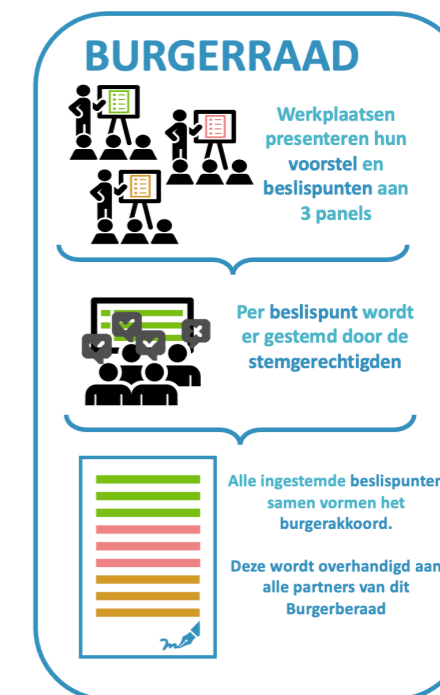 BURGERRAAD
Werkplaatsen
presenteren hun
voorstel en
beslispunten aan
3 panels
Per beslispunt wordt
er gestemd door de
stemgerechtigden
Alle ingestemde beslispunten
samen vormen het
burgerakkoord.
Deze wordt overhandigd aan
alle partners van dit
Burgerberaad